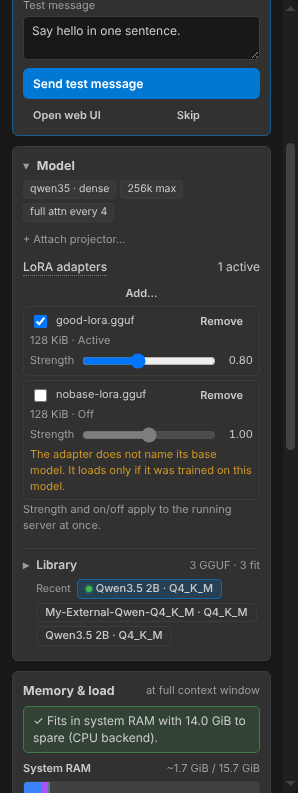 Test message
Say hello in one sentence.
Send test message
Open web UI Skip
▾ Model
qwen35 · dense 256k max
full attn every 4
+ Attach projector...
LoRA adapters 1 active
Add...
good-lora.gguf Remove
128 KiB · Active
Strength 0.80
nobase-lora.gguf Remove
128 KiB · Off
Strength 1.00
The adapter does not name its base
model. It loads only if it was trained on this
model.
Strength and on/off apply to the running
server at once.
▸ Library 3 GGUF · 3 fit
Recent Qwen3.5 2B · Q4_K_M
My-External-Qwen-Q4_K_M · Q4_K_M
Qwen3.5 2B · Q4_K_M
Memory & load at full context window
✓ Fits in system RAM with 14.0 GiB to
spare (CPU backend).
System RAM ~1.7 GiB / 15.7 GiB